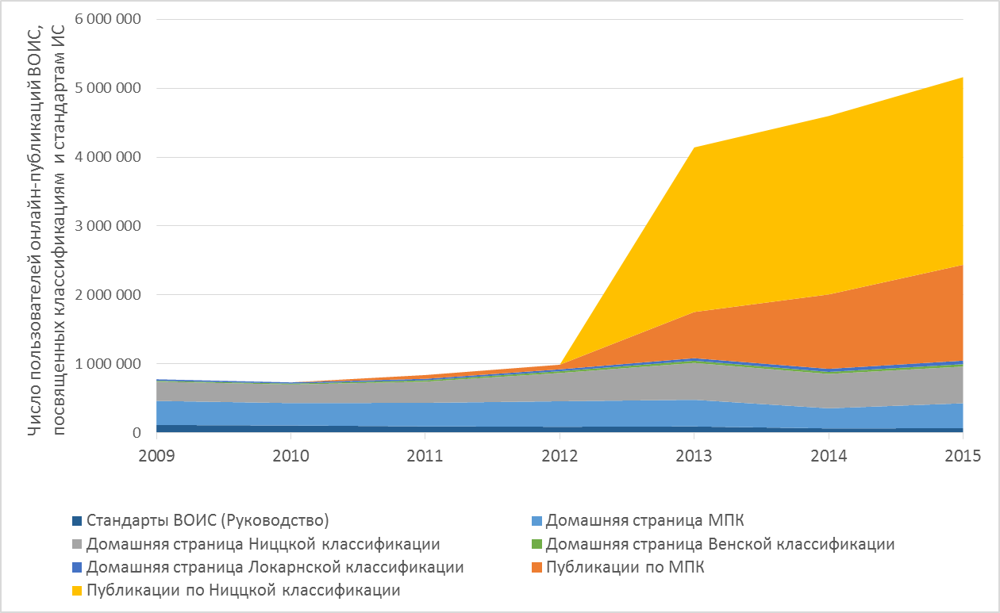 Число пользователей онлайн-публикаций ВОИС,
посвященных классификациям и стандартам ИС
6 000 000
5 000 000
4 000 000
3 000 000
2 000 000
1 000 000
0
2009 2010 2011 2012 2013 2014 2015
Стандарты ВОИС (Руководство) Домашняя страница МПК
Домашняя страница Ниццкой классификации Домашняя страница Венской классификации
Домашняя страница Локарнской классификации Публикации по МПК
Публикации по Ниццкой классификации